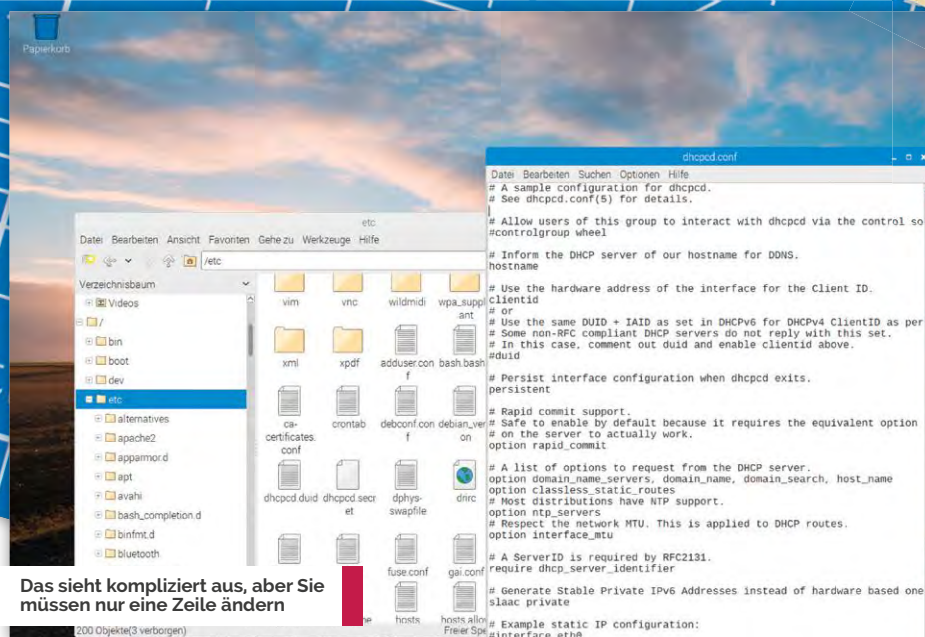 Papierkorb
etc
Datei Bearbeiten Ansicht Favoriten Gehe zu Werkzeuge Hilfe
/etc
Verzeichnisbaum
Videos
/
bin
boot
dev
etc
alternatives
apache2
apparmor.d
apt
avahi
bash_completion.d
binfmt.d
bluetooth
vim vnc wildmidi wpa_suppl
ant
xml xpdf adduser.con bash.bash
f
ca- crontab debconf.con debian_ver
certificates. f on
conf
dhcpcd.duid dhcpcd.secr dphys- drirc
et swapfile
fuse.conf gai.conf
hosts hosts.allo
200 Objekte(3 verborgen) Freier Spe
dhcpcd.conf
Datei Bearbeiten Suchen Optionen Hilfe
# A sample configuration for dhcpcd.
# See dhcpcd.conf(5) for details.
# Allow users of this group to interact with dhcpcd via the control so
#controlgroup wheel
# Inform the DHCP server of our hostname for DDNS.
hostname
# Use the hardware address of the interface for the Client ID.
clientid
# or
# Use the same DUID + IAID as set in DHCPv6 for DHCPv4 ClientID as per
# Some non-RFC compliant DHCP servers do not reply with this set.
# In this case, comment out duid and enable clientid above.
#duid
# Persist interface configuration when dhcpcd exits.
persistent
# Rapid commit support.
# Safe to enable by default because it requires the equivalent option
# on the server to actually work.
option rapid_commit
# A list of options to request from the DHCP server.
option domain_name_servers, domain_name, domain_search, host_name
option classless_static_routes
# Most distributions have NTP support.
option ntp_servers
# Respect the network MTU. This is applied to DHCP routes.
option interface_mtu
# A ServerID is required by RFC2131.
require dhcp_server_identifier
# Generate Stable Private IPv6 Addresses instead of hardware based one
slaac private
# Example static IP configuration:
#interface eth0
Das sieht kompliziert aus, aber Sie
müssen nur eine Zeile ändern